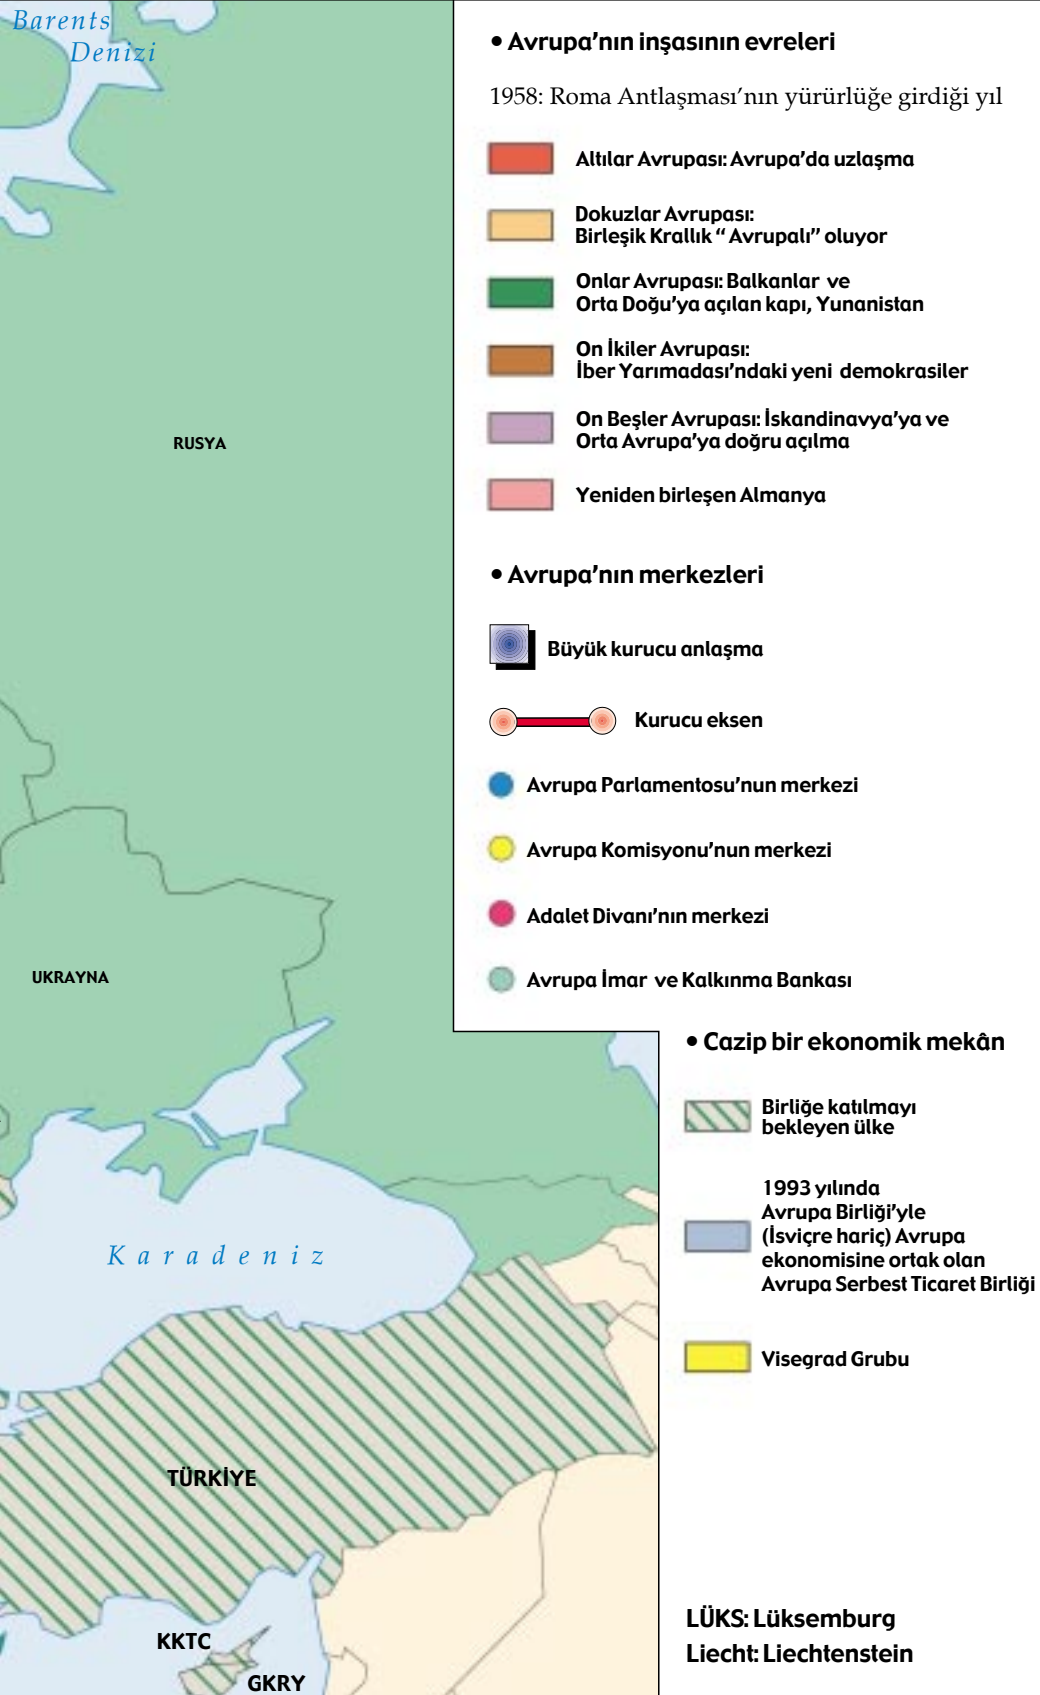 Barents
Denizi
RUSYA
UKRAYNA
Karadeniz
TÜRKİYE
KKTC
GKRY
• Avrupa’nın inşasının evreleri
1958: Roma Antlaşması’nın yürürlüğe girdiği yıl
Altılar Avrupası: Avrupa’da uzlaşma
Dokuzlar Avrupası:
Birleşik Krallık “ Avrupalı” oluyor
Onlar Avrupası: Balkanlar ve
Orta Doğu’ya açılan kapı, Yunanistan
On İkiler Avrupası:
İber Yarımadası’ndaki yeni demokrasiler
On Beşler Avrupası: İskandinavya’ya ve
Orta Avrupa’ya doğru açılma
Yeniden birleşen Almanya
• Avrupa’nın merkezleri
Büyük kurucu anlaşma
Kurucu eksen
Avrupa Parlamentosu’nun merkezi
Avrupa Komisyonu’nun merkezi
Adalet Divanı’nın merkezi
Avrupa İmar ve Kalkınma Bankası
• Cazip bir ekonomik mekân
Birliğe katılmayı
bekleyen ülke
1993 yılında
Avrupa Birliği’yle
(İsviçre hariç) Avrupa
ekonomisine ortak olan
Avrupa Serbest Ticaret Birliği
Visegrad Grubu
LÜKS: Lüksemburg
Liecht: Liechtenstein